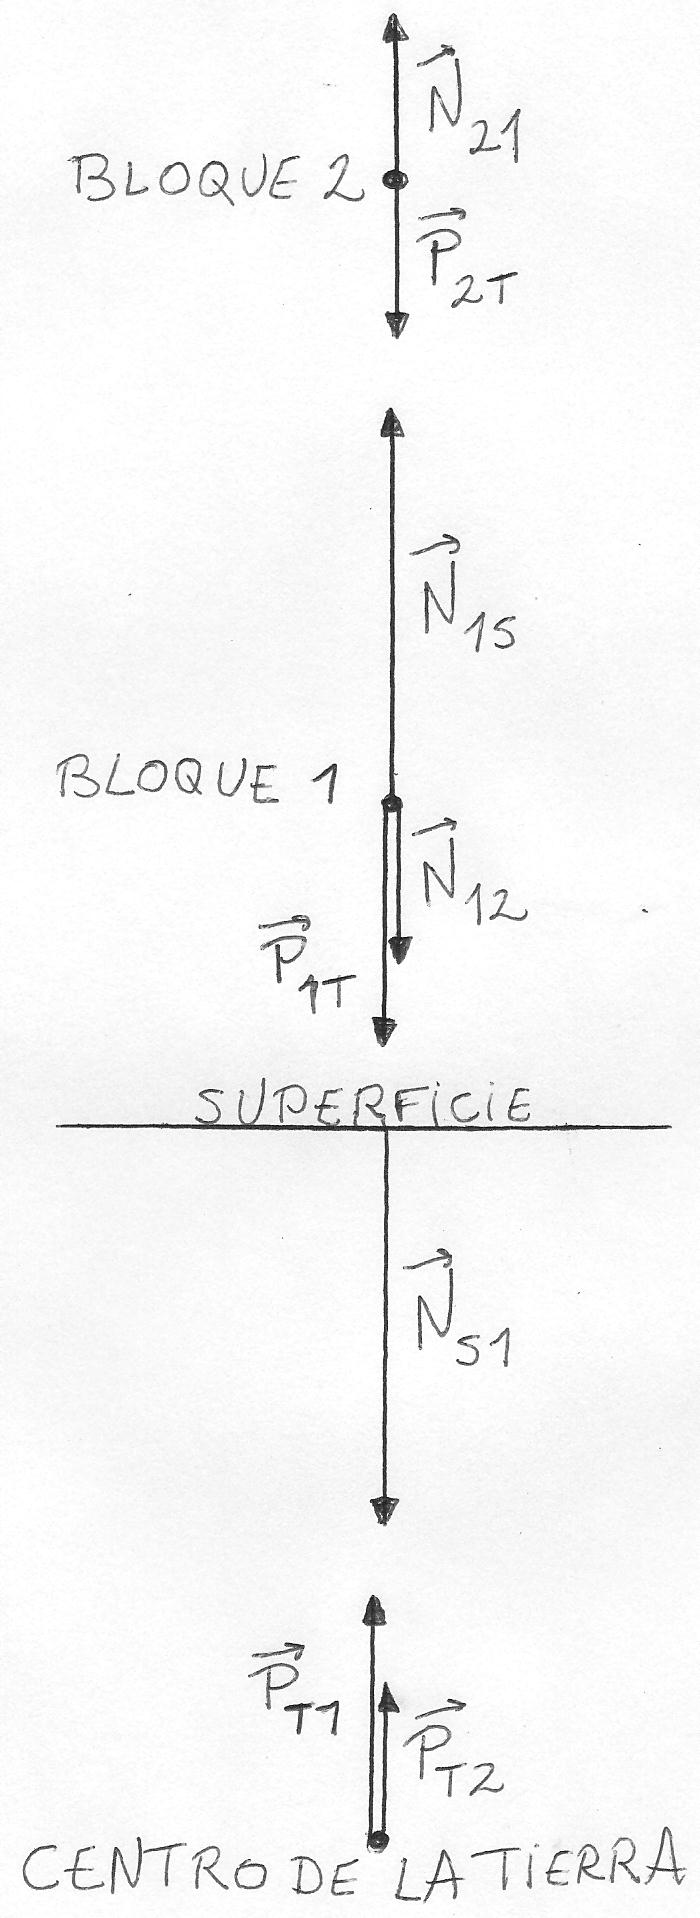 N⃗21
BLOQUE 2
P⃗2T
N⃗1S
BLOQUE 1
N⃗12
P⃗1T
SUPERFiCiE
N⃗S1
P⃗T1
P⃗T2
CENTRO DE LA TiERRA